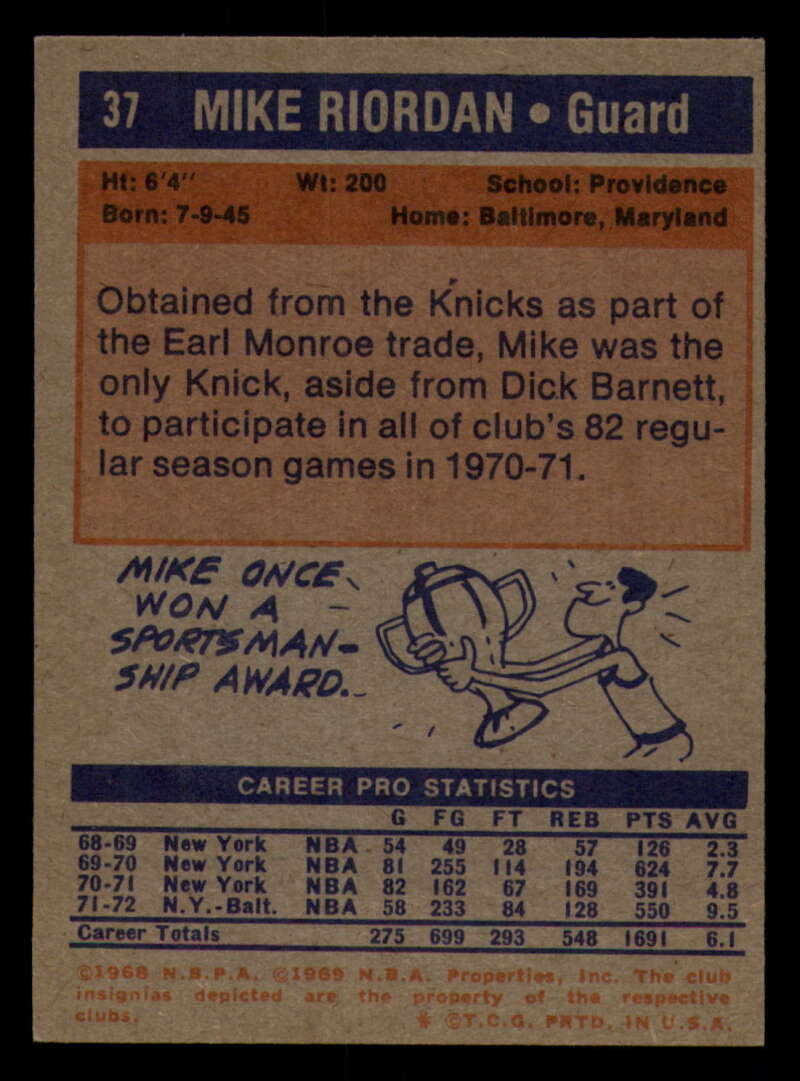 37 MIKE RIORDAN • Guard
Ht: 6'4" Wt: 200 School: Providence
Born: 7-9-45 Home: Baltimore, Maryland
Obtained from the Knicks as part of
the Earl Monroe trade, Mike was the
only Knick, aside from Dick Barnett,
to participate in all of club's 82 regu-
lar season games in 1970-71.
MIKE ONCE
WON A
SPORTSMAN-
SHIP AWARD.
CAREER PRO STATISTICS
G FG FT REB PTS AVG
68-69 New York NBA 54 49 28 57 126 2.3
69-70 New York NBA 81 255 114 194 624 7.7
70-71 New York NBA 82 162 67 169 391 4.8
71-72 N.Y.-Balt. NBA 58 233 84 128 550 9.5
Career Totals 275 699 293 548 1691 6.1
©1968 N.B.P.A. ©1969 N.B.A. Properties, Inc. The club
insignias depicted are the property of the respective
clubs. * ©T.C.G. PRTD. IN U.S.A.